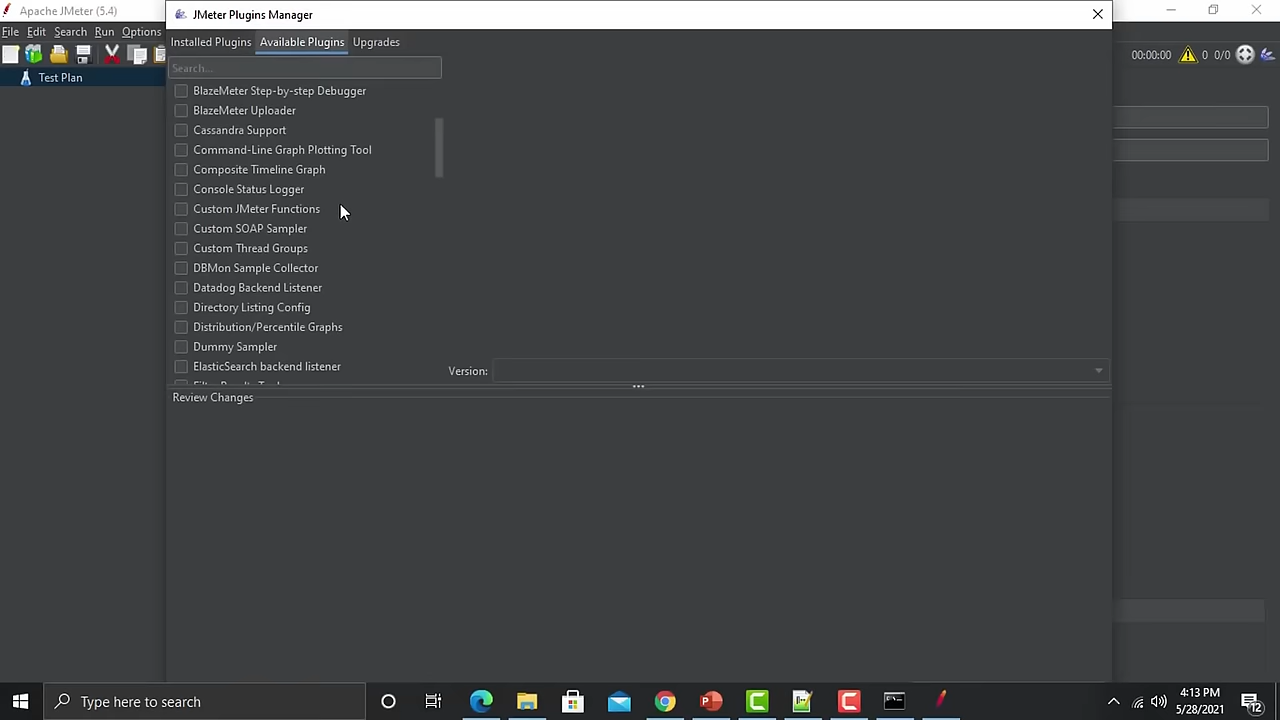 Apache JMeter (5.4)
JMeter Plugins Manager
File Edit Search Run Options
Installed Plugins Available Plugins Upgrades
00:00:00 0 0/0
Search...
Test Plan
BlazeMeter Step-by-step Debugger
BlazeMeter Uploader
Cassandra Support
Command-Line Graph Plotting Tool
Composite Timeline Graph
Console Status Logger
Custom JMeter Functions
Custom SOAP Sampler
Custom Thread Groups
DBMon Sample Collector
Datadog Backend Listener
Directory Listing Config
Distribution/Percentile Graphs
Dummy Sampler
ElasticSearch backend listener
Version:
Review Changes
Type here to search
4:13 PM
5/28/2021
12